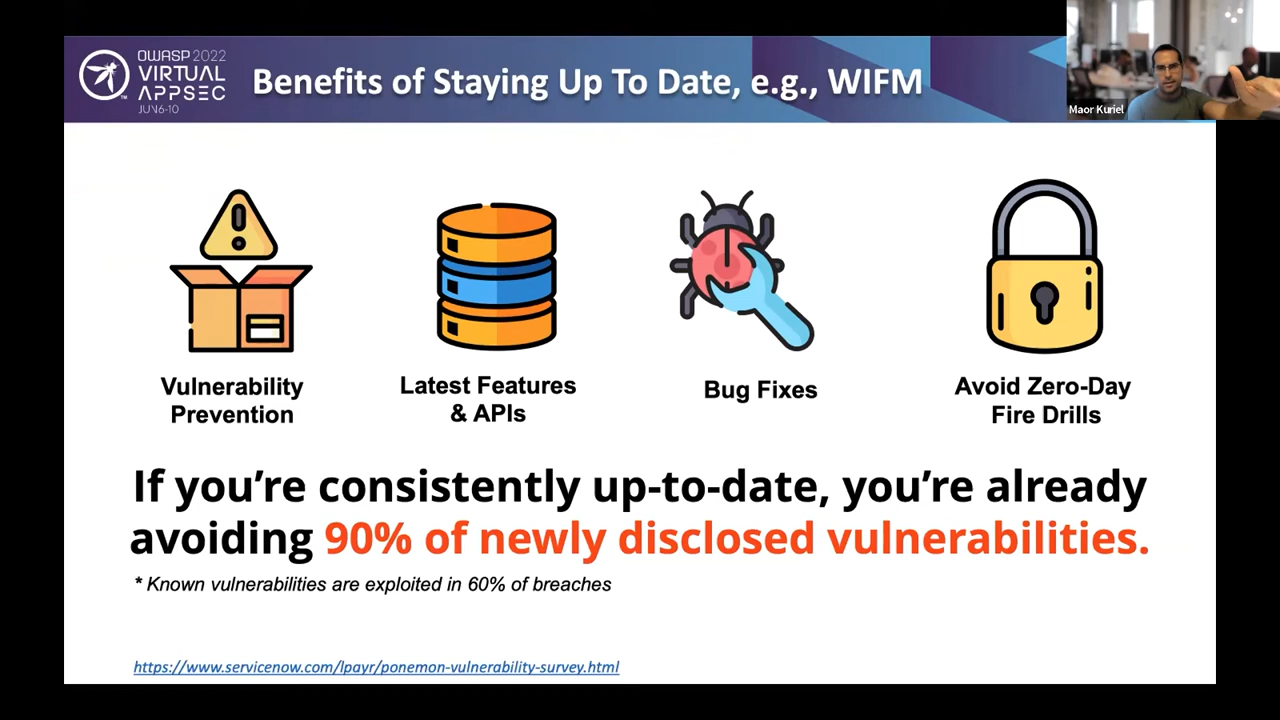 OWASP 2022
VIRTUAL
APPSEC
JUN 6-10
Benefits of Staying Up To Date, e.g., WIFM
Maor Kuriel
Vulnerability
Prevention
Latest Features
& APIs
Bug Fixes
Avoid Zero-Day
Fire Drills
If you’re consistently up-to-date, you’re already
avoiding 90% of newly disclosed vulnerabilities.
* Known vulnerabilities are exploited in 60% of breaches
https://www.servicenow.com/lpayr/ponemon-vulnerability-survey.html